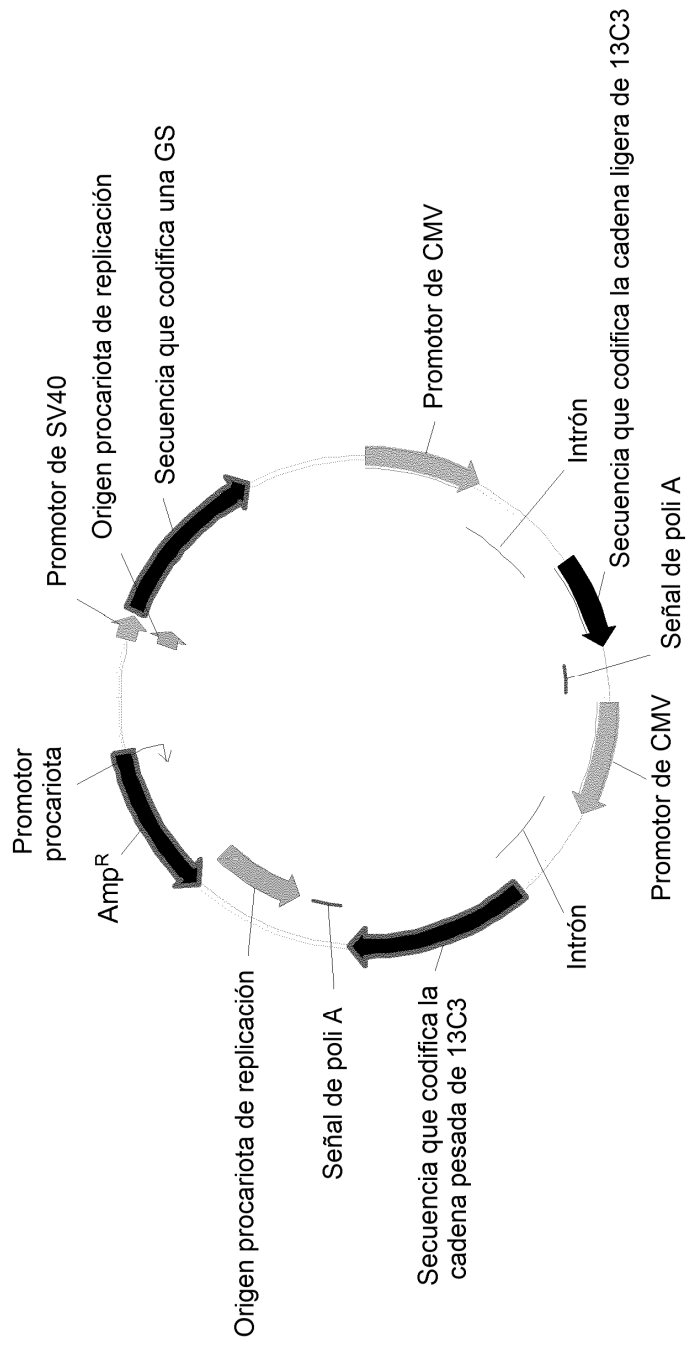 Promotor de SV40
Origen procariota de replicación
Secuencia que codifica una GS
Promotor de CMV
Intrón
Secuencia que codifica la cadena ligera de 13C3
Señal de poli A
Promotor de CMV
Intrón
Secuencia que codifica la
cadena pesada de 13C3
Señal de poli A
Origen procariota de replicación
Amp^R
Promotor
procariota